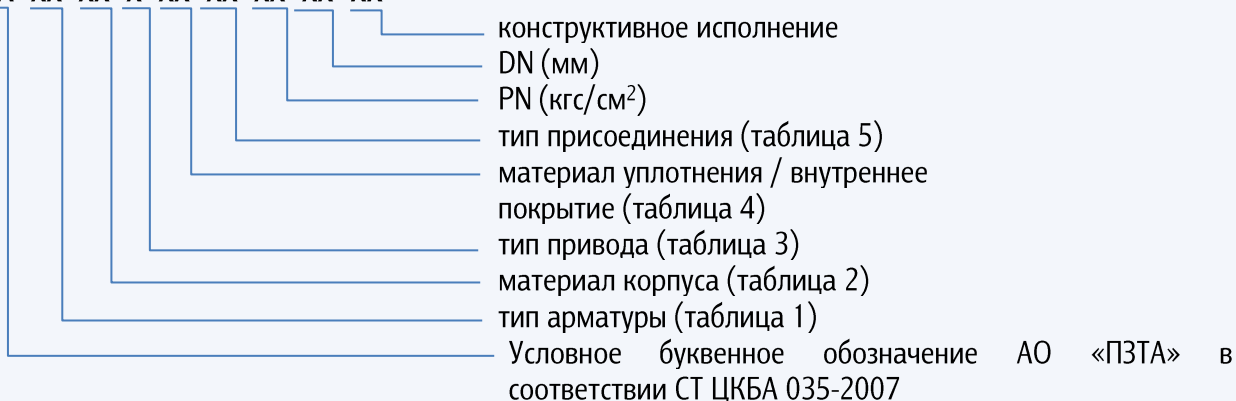 конструктивное исполнение
DN (мм)
PN (кгс/см²)
тип присоединения (таблица 5)
материал уплотнения / внутреннее
покрытие (таблица 4)
тип привода (таблица 3)
материал корпуса (таблица 2)
тип арматуры (таблица 1)
Условное буквенное обозначение АО «ПЗТА» в
соответствии СТ ЦКБА 035-2007